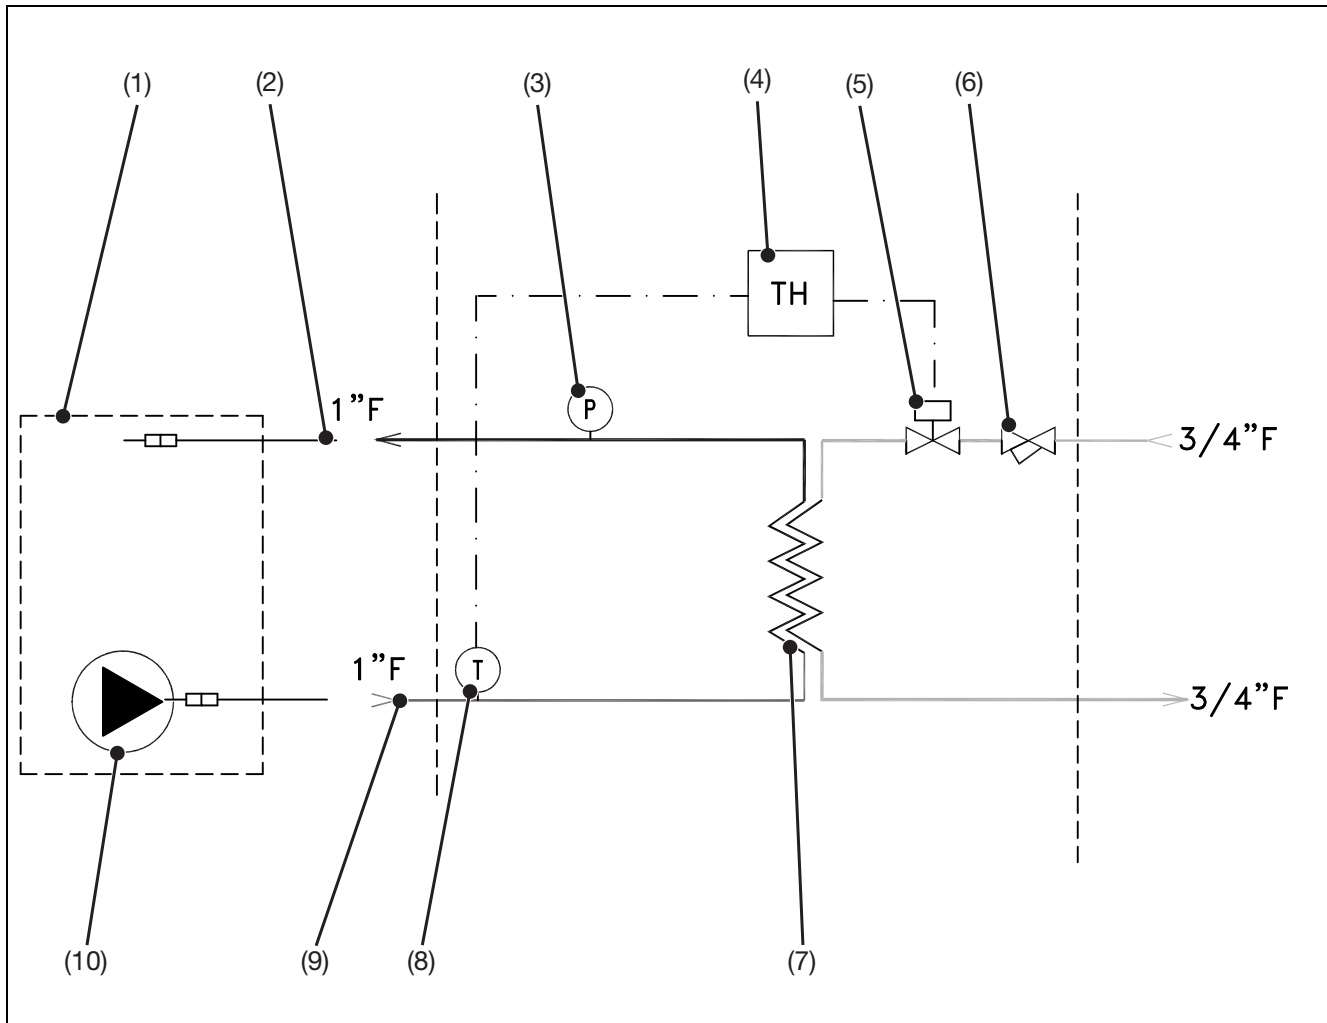 (1) (2) (3) (4) (5) (6)
TH
1”F P 3/4”F
1”F T 3/4”F
(10) (9) (8) (7)